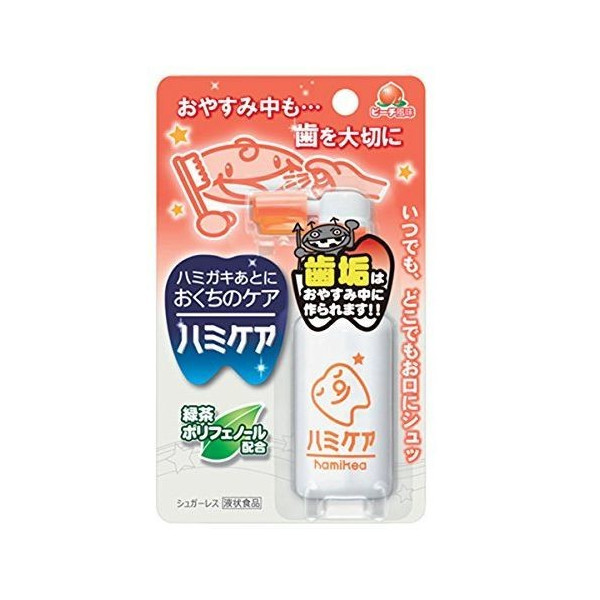 おやすみ中も…
歯を大切に
ピーチ風味
いつでも、どこでもお口にシュッ
歯垢は
おやすみ中に
作られます!!
ハミガキあとに
おくちのケア
ハミケア
緑茶
ポリフェノール
配合
ハミケア
hamikea
シュガーレス 液状食品